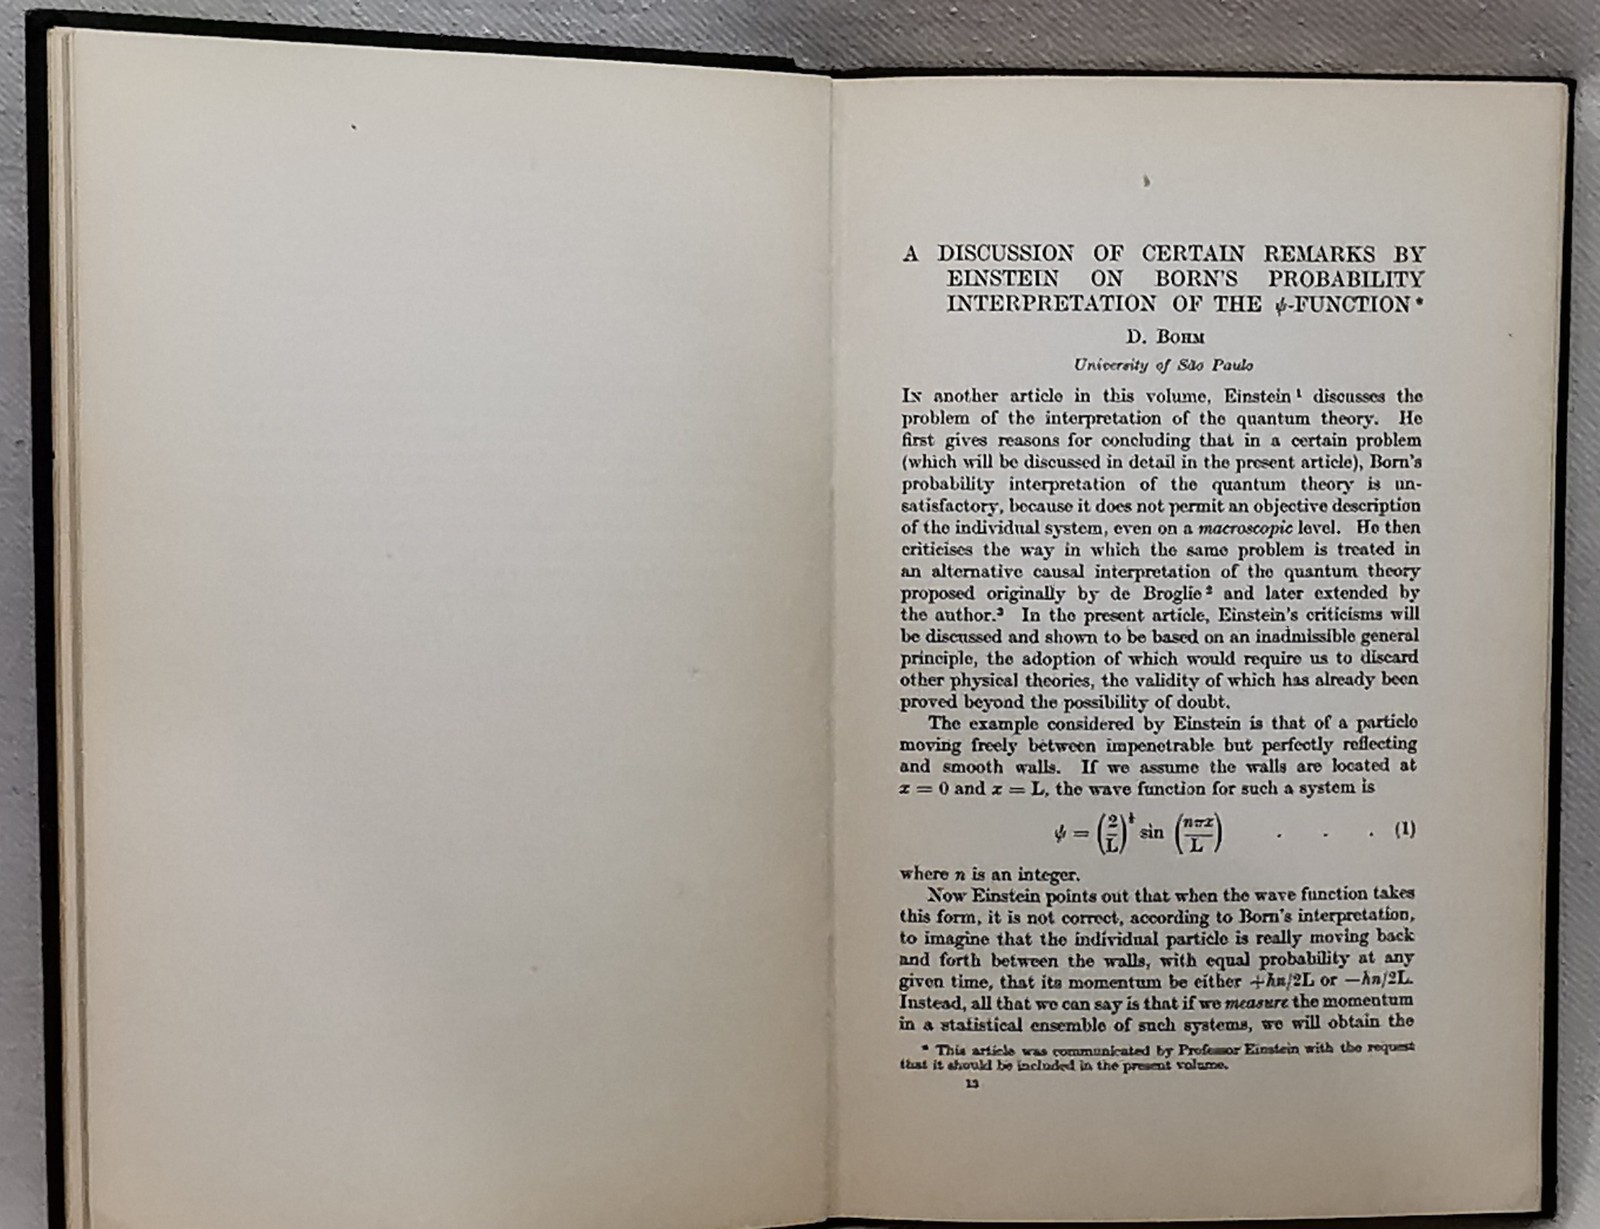 A DISCUSSION OF CERTAIN REMARKS BY
EINSTEIN ON BORN'S PROBABILITY
INTERPRETATION OF THE ψ-FUNCTION*
D. BOHM
University of São Paulo
IN another article in this volume, Einstein¹ discusses the
problem of the interpretation of the quantum theory. He
first gives reasons for concluding that in a certain problem
(which will be discussed in detail in the present article), Born's
probability interpretation of the quantum theory is un-
satisfactory, because it does not permit an objective description
of the individual system, even on a macroscopic level. He then
criticises the way in which the same problem is treated in
an alternative causal interpretation of the quantum theory
proposed originally by de Broglie² and later extended by
the author.³ In the present article, Einstein's criticisms will
be discussed and shown to be based on an inadmissible general
principle, the adoption of which would require us to discard
other physical theories, the validity of which has already been
proved beyond the possibility of doubt.
The example considered by Einstein is that of a particle
moving freely between impenetrable but perfectly reflecting
and smooth walls. If we assume the walls are located at
x = 0 and x = L, the wave function for such a system is
ψ = (2/L)^½ sin (nπx/L) . . . (1)
where n is an integer.
Now Einstein points out that when the wave function takes
this form, it is not correct, according to Born's interpretation,
to imagine that the individual particle is really moving back
and forth between the walls, with equal probability at any
given time, that its momentum be either +hn/2L or −hn/2L.
Instead, all that we can say is that if we measure the momentum
in a statistical ensemble of such systems, we will obtain the
* This article was communicated by Professor Einstein with the request
that it should be included in the present volume.
13